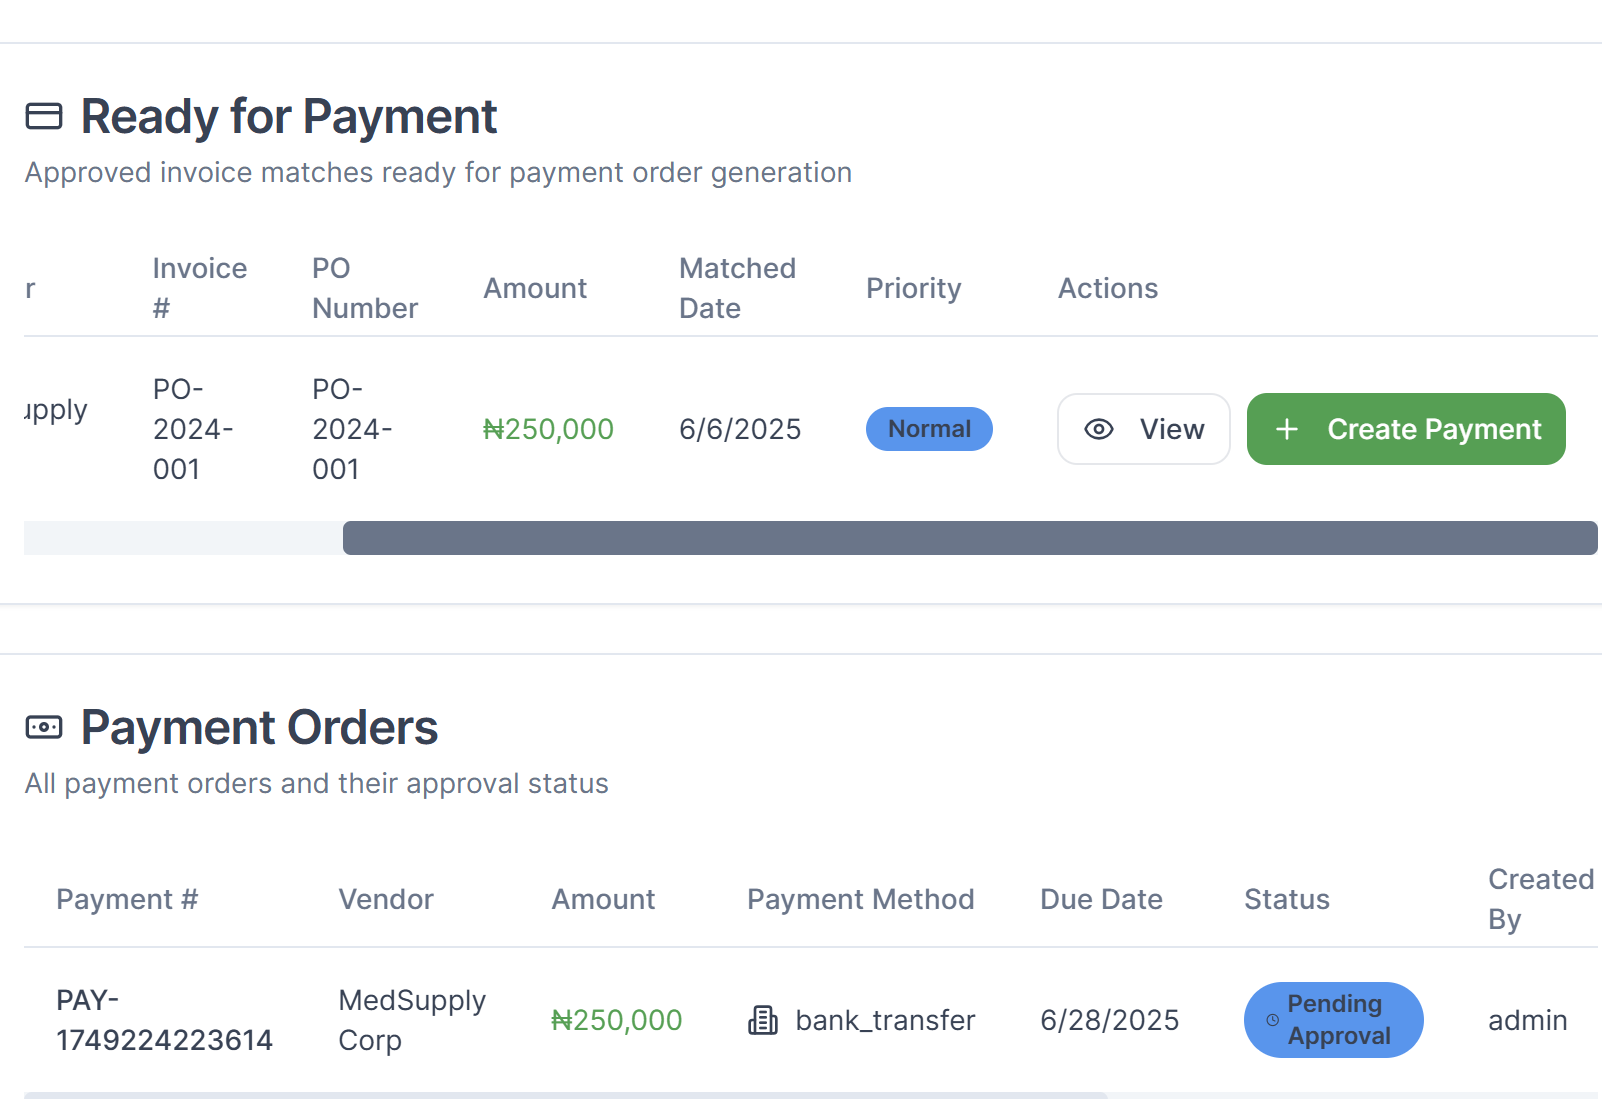 Ready for Payment
Approved invoice matches ready for payment order generation
r
Invoice # PO Number Amount Matched Date Priority Actions
upply PO-2024-001 PO-2024-001 ₦250,000 6/6/2025 Normal View + Create Payment
Payment Orders
All payment orders and their approval status
Payment # Vendor Amount Payment Method Due Date Status Created By
PAY-1749224223614 MedSupply Corp ₦250,000 bank_transfer 6/28/2025 Pending Approval admin